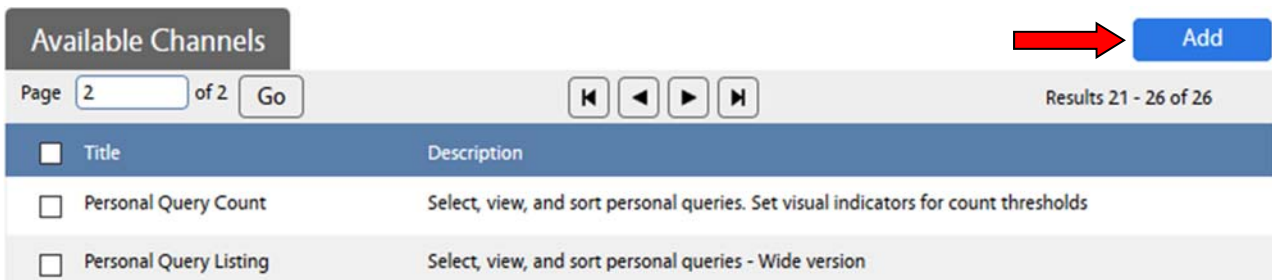 Available Channels
Add
Page 2 of 2 Go
Results 21 - 26 of 26
Title Description
Personal Query Count Select, view, and sort personal queries. Set visual indicators for count thresholds
Personal Query Listing Select, view, and sort personal queries - Wide version